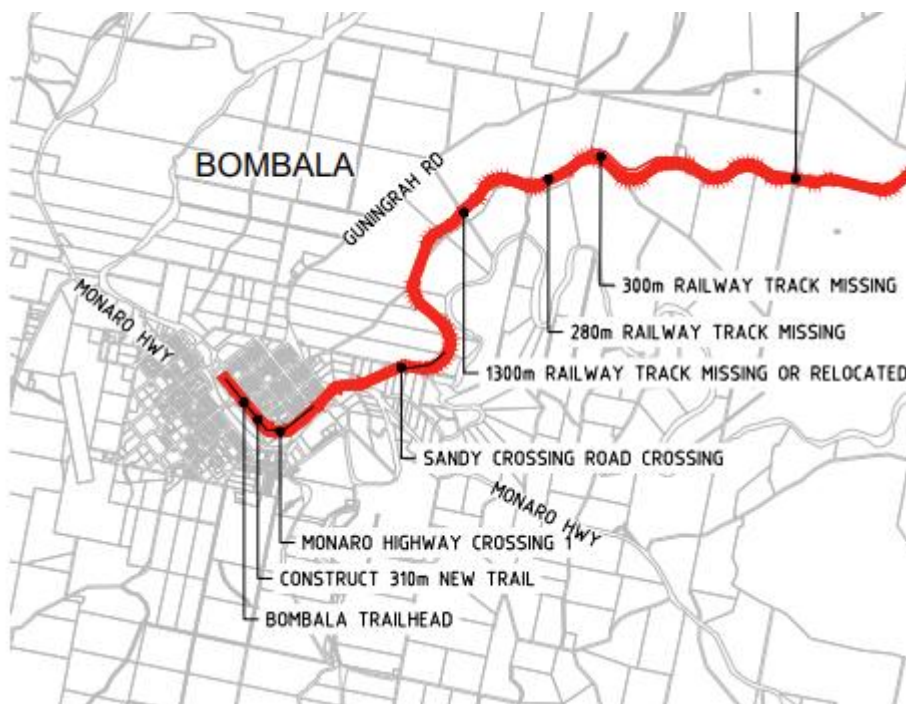 BOMBALA
GUNINGRAH RD
MONARO HWY
300m RAILWAY TRACK MISSING
280m RAILWAY TRACK MISSING
1300m RAILWAY TRACK MISSING OR RELOCATED
SANDY CROSSING ROAD CROSSING
MONARO HWY
MONARO HIGHWAY CROSSING 1
CONSTRUCT 310m NEW TRAIL
BOMBALA TRAILHEAD